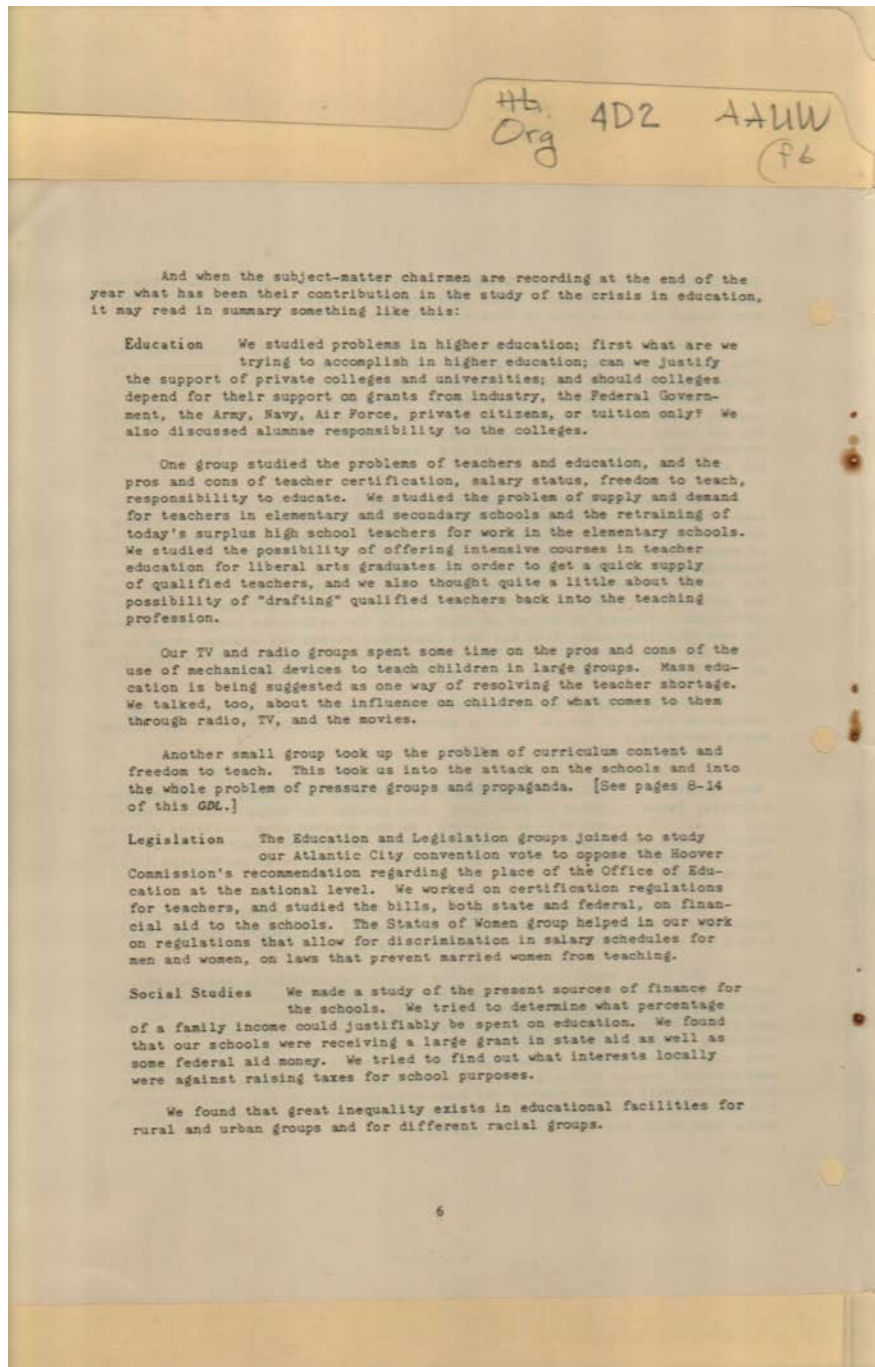 Hb.
Org 4D2 AAUW
(f6
And when the subject-matter chairmen are recording at the end of the
year what has been their contribution in the study of the crisis in education,
it may read in summary something like this:
Education We studied problems in higher education; first what are we
trying to accomplish in higher education; can we justify
the support of private colleges and universities; and should colleges
depend for their support on grants from industry, the Federal Govern-
ment, the Army, Navy, Air Force, private citizens, or tuition only? We
also discussed alumnae responsibility to the colleges.
One group studied the problems of teachers and education, and the
pros and cons of teacher certification, salary status, freedom to teach,
responsibility to educate. We studied the problem of supply and demand
for teachers in elementary and secondary schools and the retraining of
today's surplus high school teachers for work in the elementary schools.
We studied the possibility of offering intensive courses in teacher
education for liberal arts graduates in order to get a quick supply
of qualified teachers, and we also thought quite a little about the
possibility of "drafting" qualified teachers back into the teaching
profession.
Our TV and radio groups spent some time on the pros and cons of the
use of mechanical devices to teach children in large groups. Mass edu-
cation is being suggested as one way of resolving the teacher shortage.
We talked, too, about the influence on children of what comes to them
through radio, TV, and the movies.
Another small group took up the problem of curriculum content and
freedom to teach. This took us into the attack on the schools and into
the whole problem of pressure groups and propaganda. [See pages 8-14
of this GDL.]
Legislation The Education and Legislation groups joined to study
our Atlantic City convention vote to oppose the Hoover
Commission's recommendation regarding the place of the Office of Edu-
cation at the national level. We worked on certification regulations
for teachers, and studied the bills, both state and federal, on finan-
cial aid to the schools. The Status of Women group helped in our work
on regulations that allow for discrimination in salary schedules for
men and women, on laws that prevent married women from teaching.
Social Studies We made a study of the present sources of finance for
the schools. We tried to determine what percentage
of a family income could justifiably be spent on education. We found
that our schools were receiving a large grant in state aid as well as
some federal aid money. We tried to find out what interests locally
were against raising taxes for school purposes.
We found that great inequality exists in educational facilities for
rural and urban groups and for different racial groups.
6